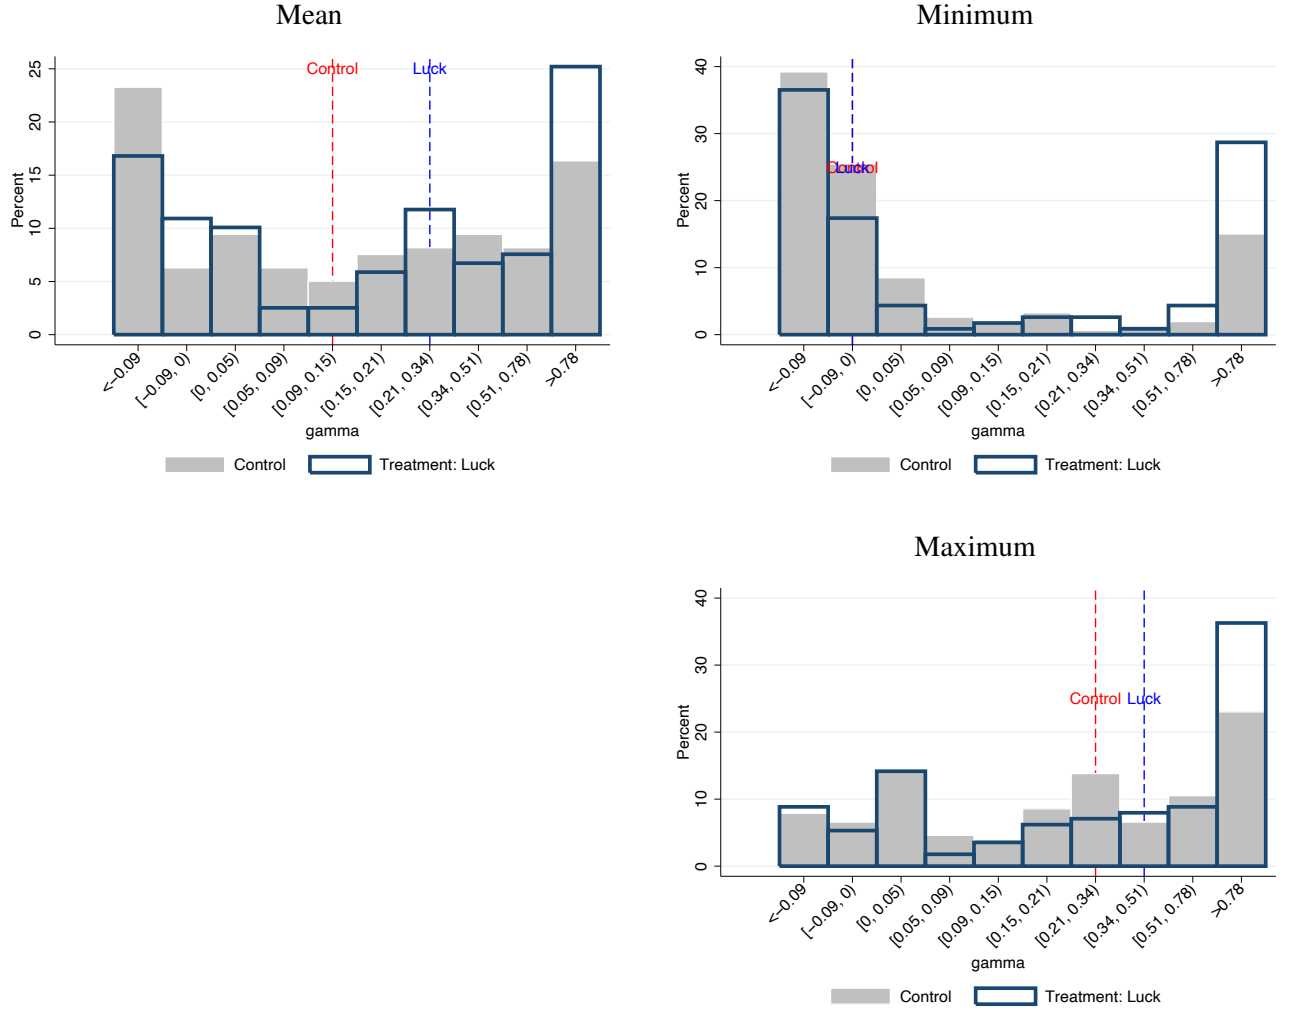 Mean
Control Luck
25
20
15
10
5
0
Percent
<−0.09
[−0.09, 0)
[0, 0.05)
[0.05, 0.09)
[0.09, 0.15)
[0.15, 0.21)
[0.21, 0.34)
[0.34, 0.51)
[0.51, 0.78)
>0.78
gamma
Control Treatment: Luck
Minimum
40
30
20
10
0
Percent
Control
Luck
<−0.09
[−0.09, 0)
[0, 0.05)
[0.05, 0.09)
[0.09, 0.15)
[0.15, 0.21)
[0.21, 0.34)
[0.34, 0.51)
[0.51, 0.78)
>0.78
gamma
Control Treatment: Luck
Maximum
40
30
20
10
0
Percent
Control Luck
<−0.09
[−0.09, 0)
[0, 0.05)
[0.05, 0.09)
[0.09, 0.15)
[0.15, 0.21)
[0.21, 0.34)
[0.34, 0.51)
[0.51, 0.78)
>0.78
gamma
Control Treatment: Luck